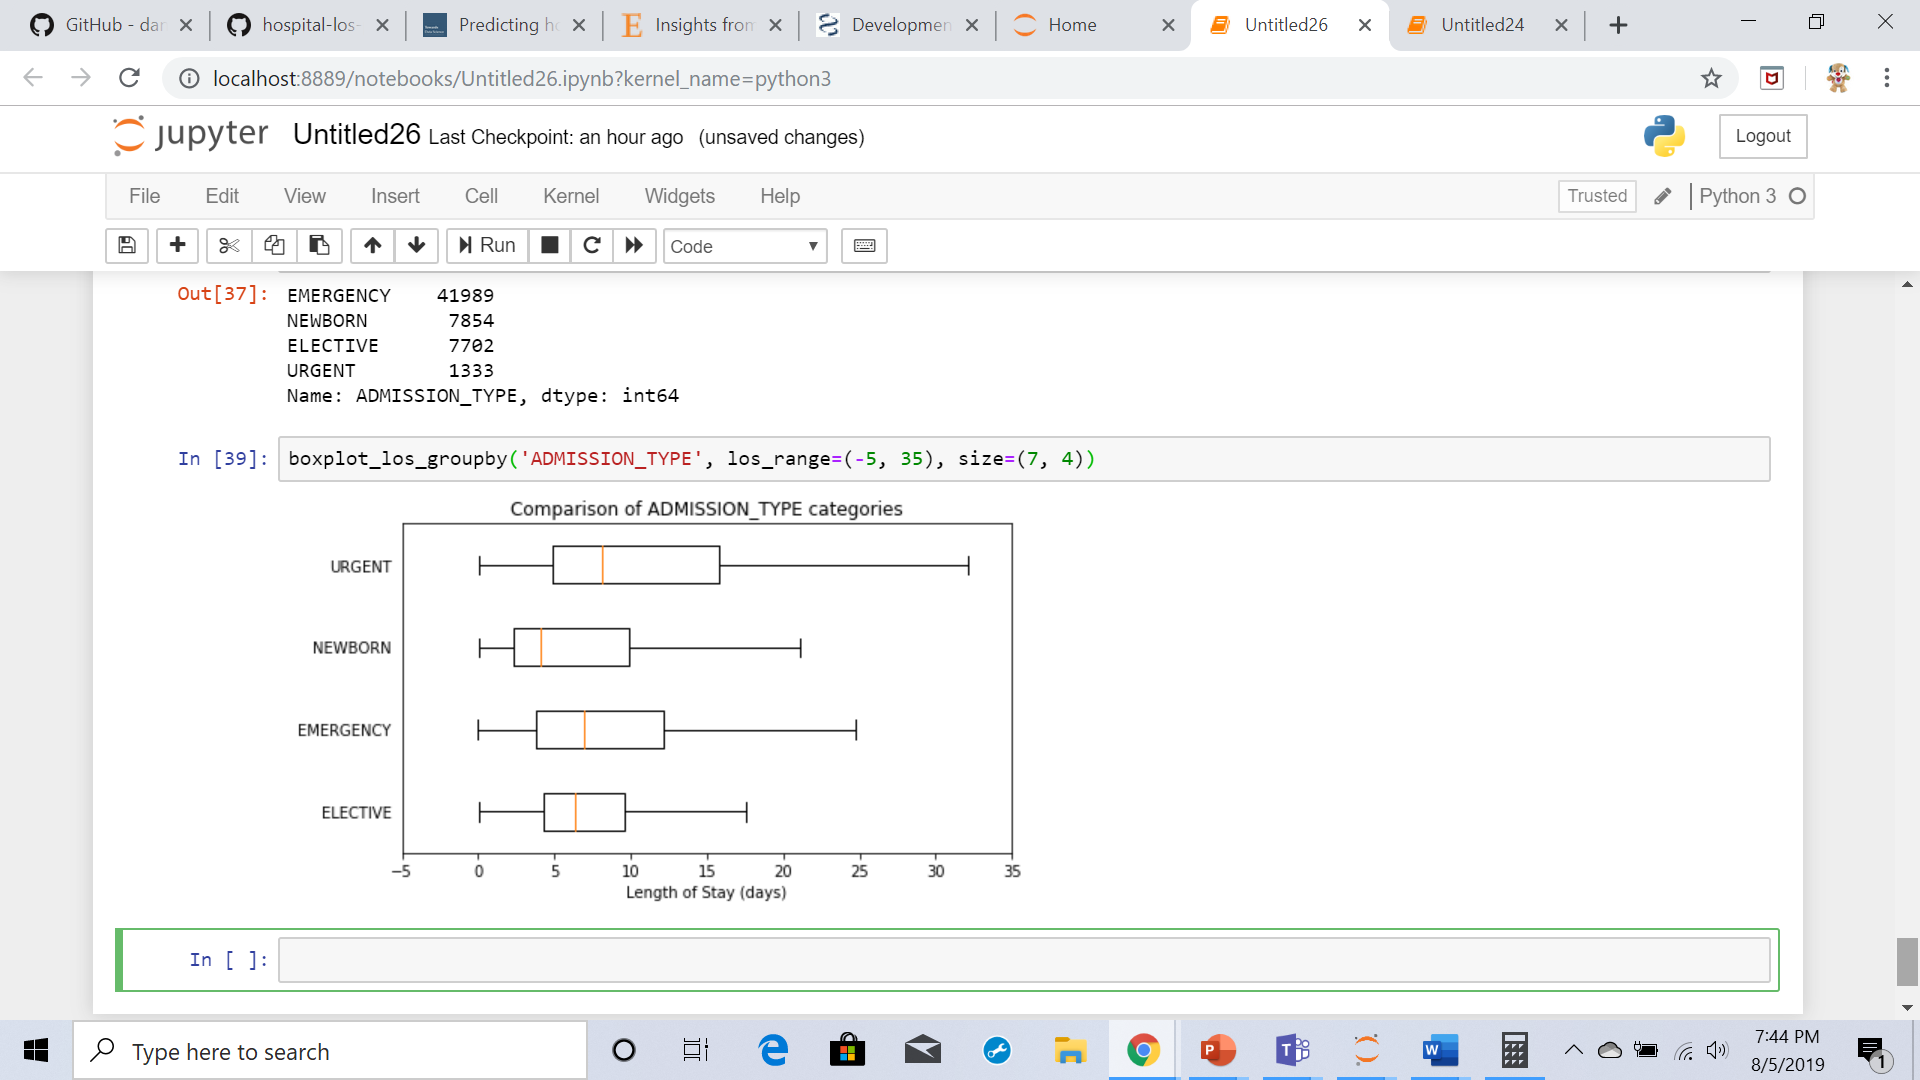 GitHub - dar
hospital-los-
Predicting ho
Insights from
Developmen
Home
Untitled26
Untitled24
localhost:8889/notebooks/Untitled26.ipynb?kernel_name=python3
jupyter Untitled26 Last Checkpoint: an hour ago (unsaved changes)
Logout
File Edit View Insert Cell Kernel Widgets Help
Trusted
Python 3
Run
Code
Out[37]: EMERGENCY 41989
NEWBORN 7854
ELECTIVE 7702
URGENT 1333
Name: ADMISSION_TYPE, dtype: int64
In [39]: boxplot_los_groupby('ADMISSION_TYPE', los_range=(-5, 35), size=(7, 4))
Comparison of ADMISSION_TYPE categories
URGENT
NEWBORN
EMERGENCY
ELECTIVE
−5 0 5 10 15 20 25 30 35
Length of Stay (days)
In [ ]:
Type here to search
7:44 PM
8/5/2019
1